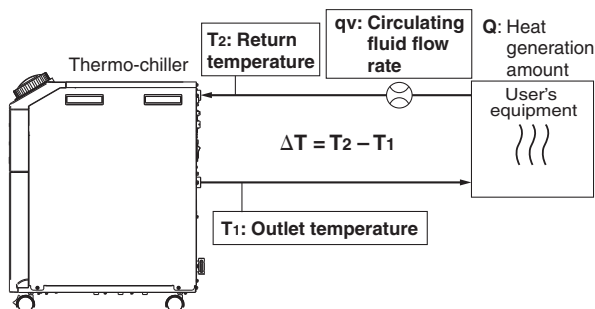 Thermo-chiller
T2: Return
temperature
qv: Circulating
fluid flow
rate
Q: Heat
generation
amount
User's
equipment
ΔT = T2 – T1
T1: Outlet temperature